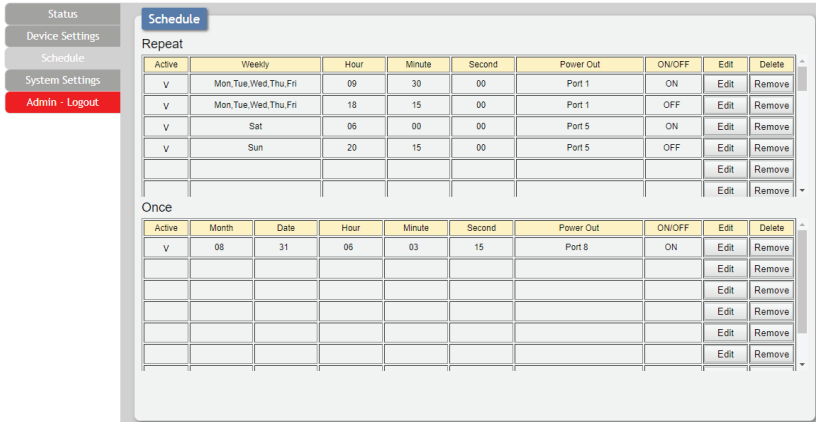 Status
Device Settings
Schedule
System Settings
Admin - Logout
Schedule
Repeat
Active Weekly Hour Minute Second Power Out ON/OFF Edit Delete
V Mon,Tue,Wed,Thu,Fri 09 30 00 Port 1 ON Edit Remove
V Mon,Tue,Wed,Thu,Fri 18 15 00 Port 1 OFF Edit Remove
V Sat 06 00 00 Port 5 ON Edit Remove
V Sun 20 15 00 Port 5 OFF Edit Remove
Edit Remove
Edit Remove
Once
Active Month Date Hour Minute Second Power Out ON/OFF Edit Delete
V 08 31 06 03 15 Port 8 ON Edit Remove
Edit Remove
Edit Remove
Edit Remove
Edit Remove
Edit Remove